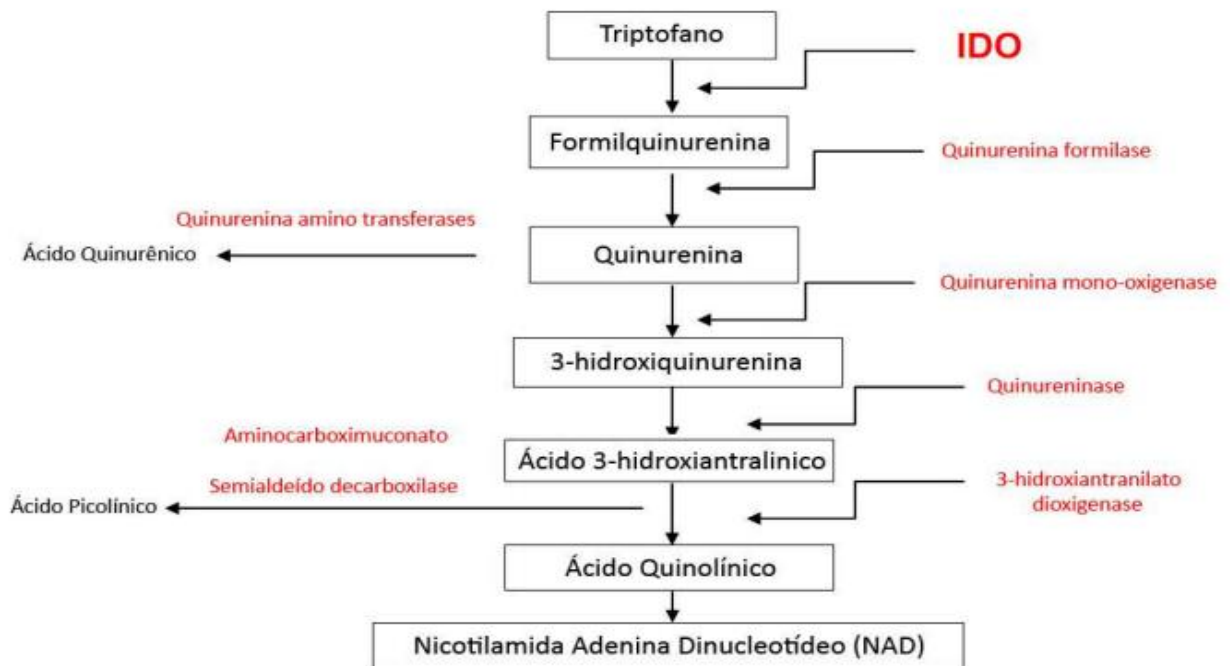 Triptofano
IDO
Formilquinurenina
Quinurenina formilase
Quinurenina amino transferases
Ácido Quinurênico
Quinurenina
Quinurenina mono-oxigenase
3-hidroxiquinurenina
Quinureninase
Aminocarboximuconato
Ácido 3-hidroxiantralinico
Semialdeído decarboxilase
3-hidroxiantranilato
dioxigenase
Ácido Picolínico
Ácido Quinolínico
Nicotilamida Adenina Dinucleotídeo (NAD)